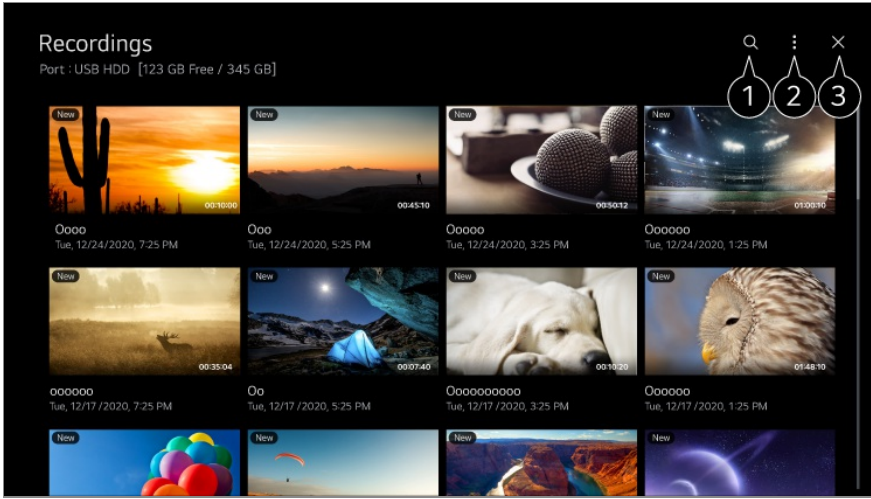 Recordings
Port : USB HDD [123 GB Free / 345 GB]
1 2 3
New New New New
00:10:00 00:45:10 00:50:12 01:00:10
Oooo Ooo Ooooo Oooooo
Tue, 12/24/2020, 7:25 PM Tue, 12/24/2020, 5:25 PM Tue, 12/24/2020, 3:25 PM Tue, 12/24/2020, 1:25 PM
New New New New
00:35:04 00:07:40 00:10:20 01:48:10
oooooo Oo Oooooooooo Oooooo
Tue, 12/17 /2020, 7:25 PM Tue, 12/17 /2020, 5:25 PM Tue, 12/17 /2020, 3:25 PM Tue, 12/17 /2020, 1:25 PM
New New New New